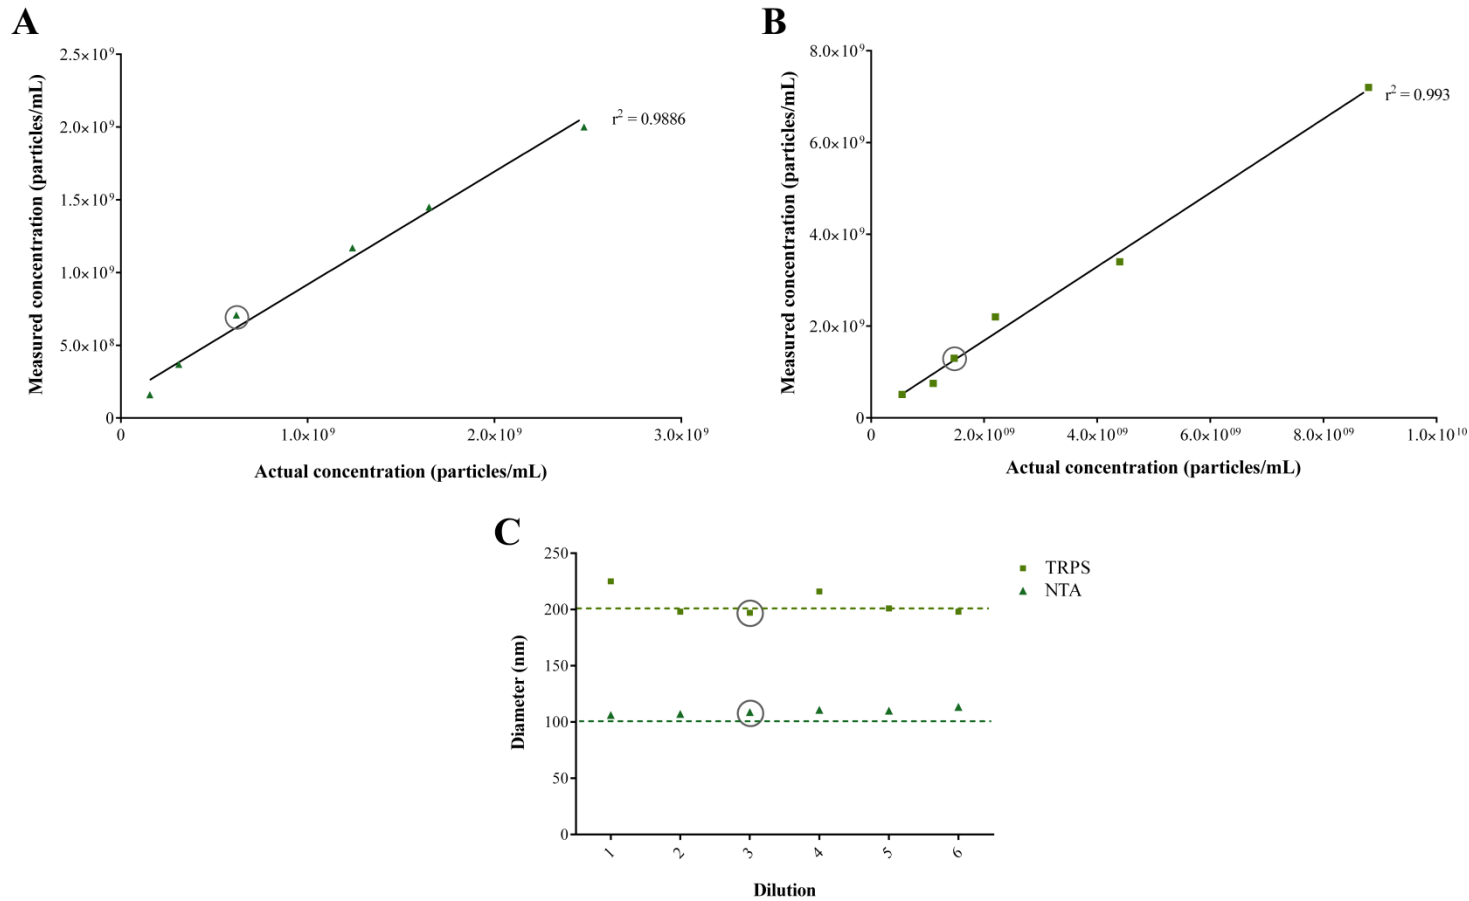 A
Measured concentration (particles/mL)
2.5×10⁹
2.0×10⁹
1.5×10⁹
1.0×10⁹
5.0×10⁸
0
r² = 0.9886
0 1.0×10⁹ 2.0×10⁹ 3.0×10⁹
Actual concentration (particles/mL)
B
Measured concentration (particles/mL)
8.0×10⁹
6.0×10⁹
4.0×10⁹
2.0×10⁹
0
r² = 0.993
0 2.0×10⁰⁹ 4.0×10⁰⁹ 6.0×10⁰⁹ 8.0×10⁰⁹ 1.0×10¹⁰
Actual concentration (particles/mL)
C
Diameter (nm)
250
200
150
100
50
0
1 2 3 4 5 6
Dilution
TRPS
NTA